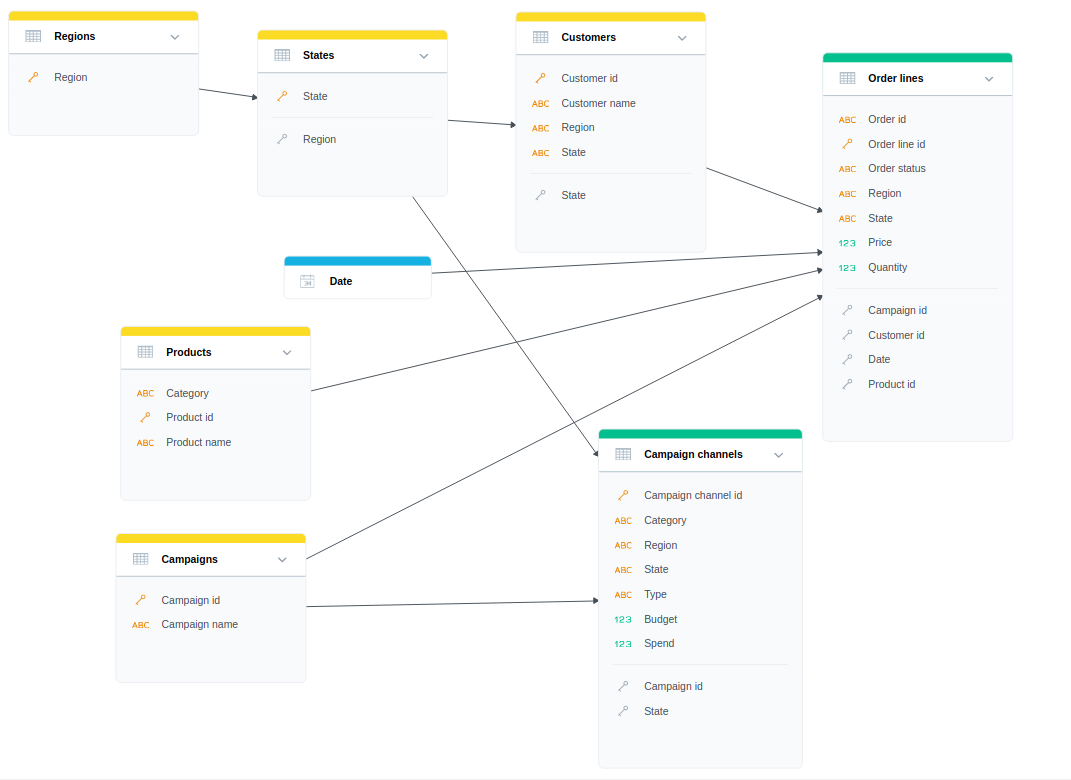 Regions
Region
States
State
Region
Customers
ABC Customer id
ABC Customer name
ABC Region
ABC State
State
Order lines
ABC Order id
Order line id
ABC Order status
ABC Region
ABC State
123 Price
123 Quantity
Campaign id
Customer id
Date
Product id
Date
Products
ABC Category
Product id
ABC Product name
Campaigns
Campaign id
ABC Campaign name
Campaign channels
Campaign channel id
ABC Category
ABC Region
ABC State
ABC Type
123 Budget
123 Spend
Campaign id
State